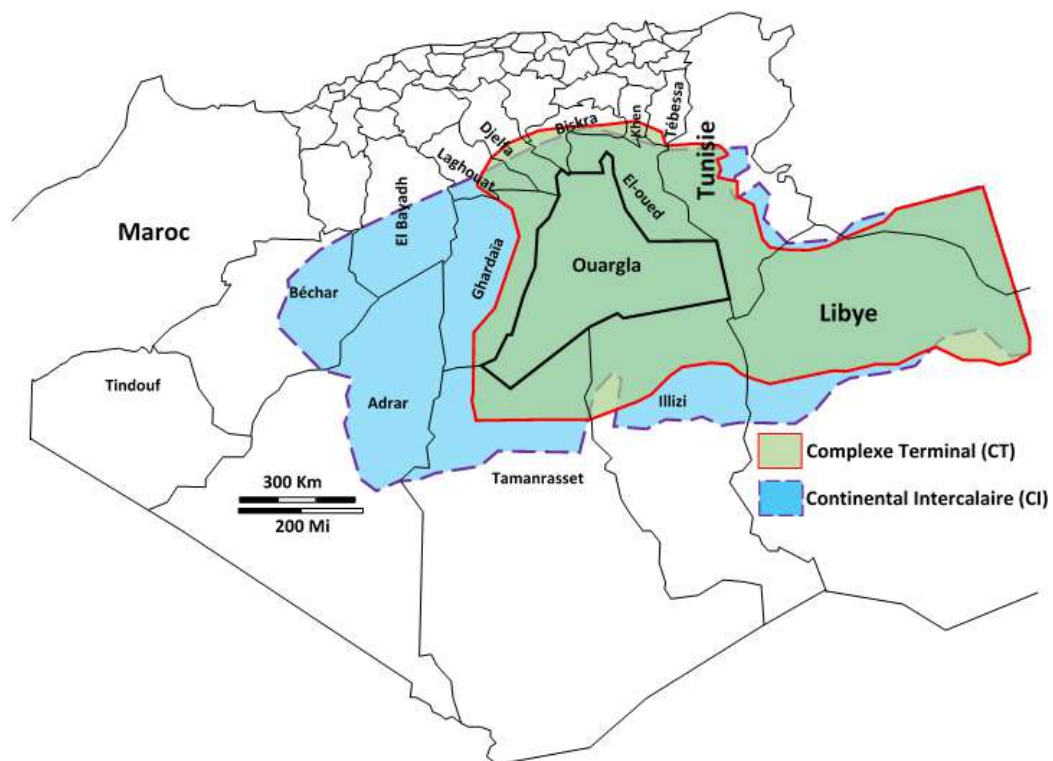 Tébessa
Khen
Biskra
Djelfa
Laghouat
Tunisie
El-oued
El Bayadh
Maroc
Ghardaïa
Ouargla
Béchar
Libye
Tindouf
Adrar
Illizi
Complexe Terminal (CT)
Tamanrasset
300 Km
Continental Intercalaire (CI)
200 Mi